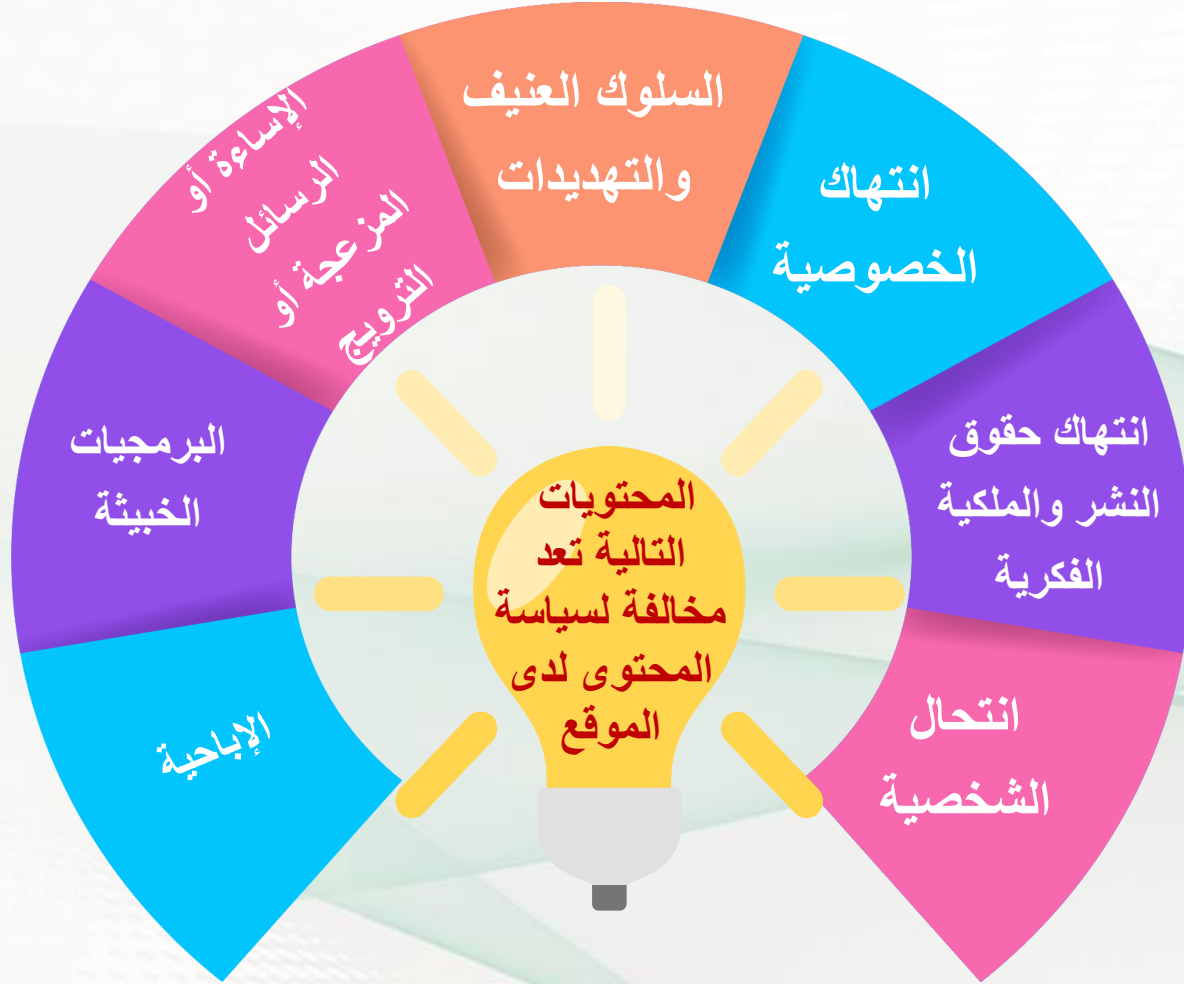 المحتويات
التالية تعد
مخالفة لسياسة
المحتوى لدى
الموقع
انتحال
الشخصية
انتهاك حقوق
النشر والملكية
الفكرية
انتهاك
الخصوصية
السلوك العنيف
والتهديدات
الإساءة أو
الرسائل
المزعجة أو
الترويج
البرمجيات
الخبيثة
الإباحية